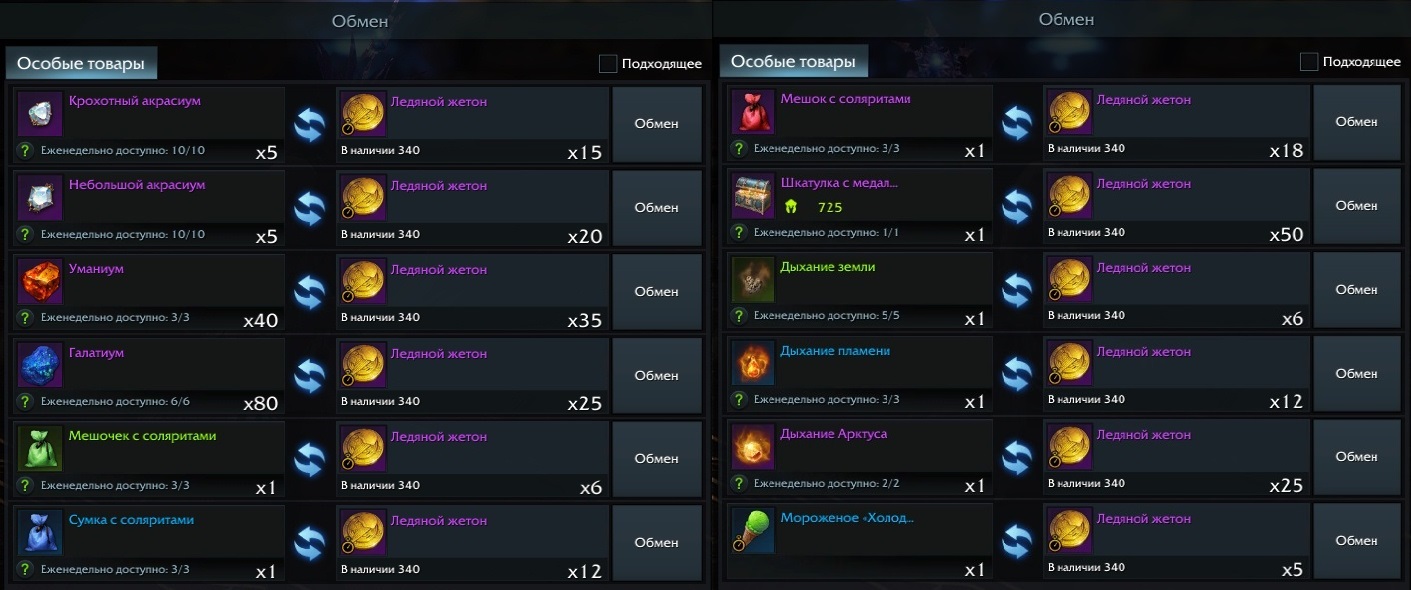 Обмен
Особые товары
Подходящее
Крохотный акрасиум
? Еженедельно доступно: 10/10
x5
Ледяной жетон
В наличии 340
x15
Обмен
Небольшой акрасиум
? Еженедельно доступно: 10/10
x5
Ледяной жетон
В наличии 340
x20
Обмен
Уманиум
? Еженедельно доступно: 3/3
x40
Ледяной жетон
В наличии 340
x35
Обмен
Галатиум
? Еженедельно доступно: 6/6
x80
Ледяной жетон
В наличии 340
x25
Обмен
Мешочек с соляритами
? Еженедельно доступно: 3/3
x1
Ледяной жетон
В наличии 340
x6
Обмен
Сумка с соляритами
? Еженедельно доступно: 3/3
x1
Ледяной жетон
В наличии 340
x12
Обмен
Обмен
Особые товары
Подходящее
Мешок с соляритами
? Еженедельно доступно: 3/3
x1
Ледяной жетон
В наличии 340
x18
Обмен
Шкатулка с медал...
725
? Еженедельно доступно: 1/1
x1
Ледяной жетон
В наличии 340
x50
Обмен
Дыхание земли
? Еженедельно доступно: 5/5
x1
Ледяной жетон
В наличии 340
x6
Обмен
Дыхание пламени
? Еженедельно доступно: 3/3
x1
Ледяной жетон
В наличии 340
x12
Обмен
Дыхание Арктуса
? Еженедельно доступно: 2/2
x1
Ледяной жетон
В наличии 340
x25
Обмен
Мороженое «Холод...
x1
Ледяной жетон
В наличии 340
x5
Обмен